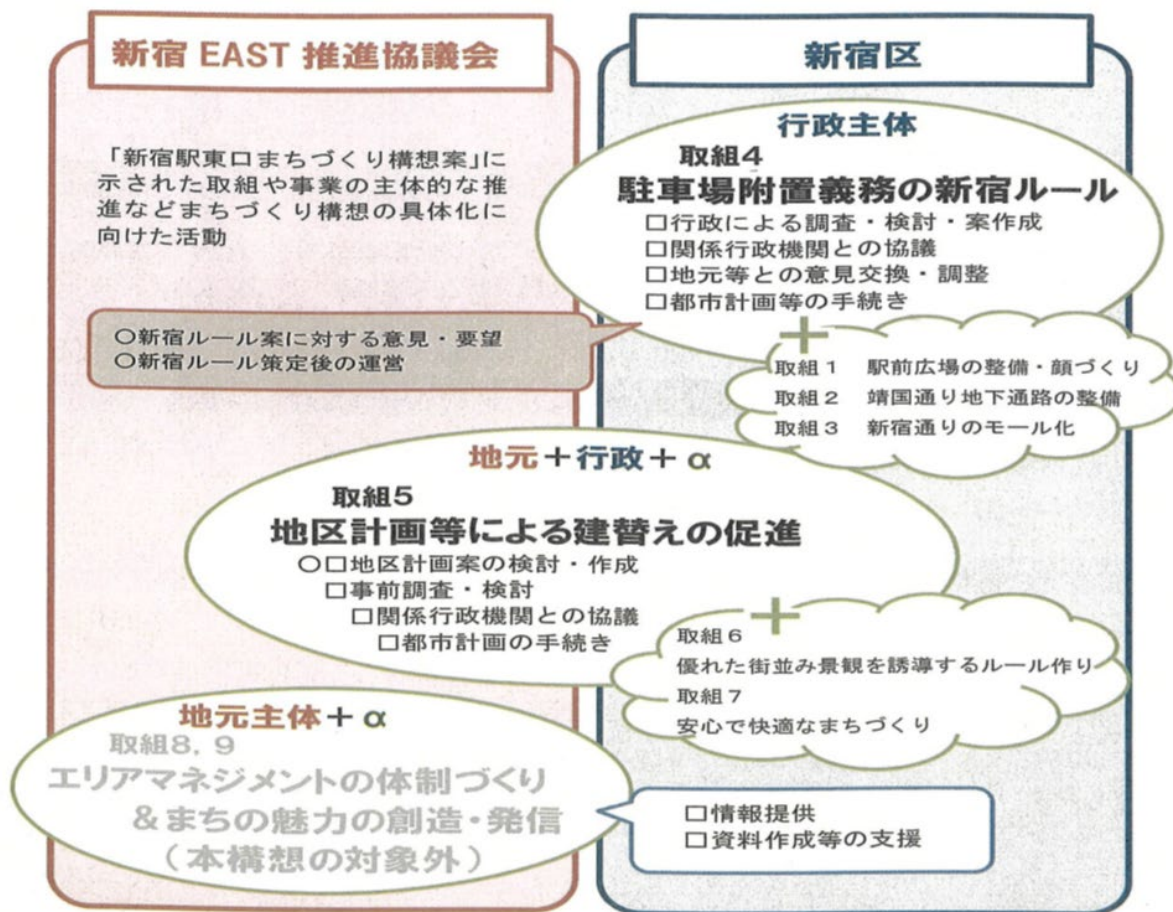 新宿 EAST 推進協議会
新宿区
「新宿駅東口まちづくり構想案」に
示された取組や事業の主体的な推
進などまちづくり構想の具体化に
向けた活動
行政主体
取組4
駐車場附置義務の新宿ルール
□行政による調査・検討・案作成
□関係行政機関との協議
□地元等との意見交換・調整
□都市計画等の手続き
○新宿ルール案に対する意見・要望
○新宿ルール策定後の運営
＋
取組1 駅前広場の整備・顔づくり
取組2 靖国通り地下通路の整備
取組3 新宿通りのモール化
地元＋行政＋α
取組5
地区計画等による建替えの促進
○□地区計画案の検討・作成
□事前調査・検討
□関係行政機関との協議
□都市計画の手続き
＋
取組6
優れた街並み景観を誘導するルール作り
取組7
安心で快適なまちづくり
地元主体＋α
取組8，9
エリアマネジメントの体制づくり
＆まちの魅力の創造・発信
（本構想の対象外）
□情報提供
□資料作成等の支援